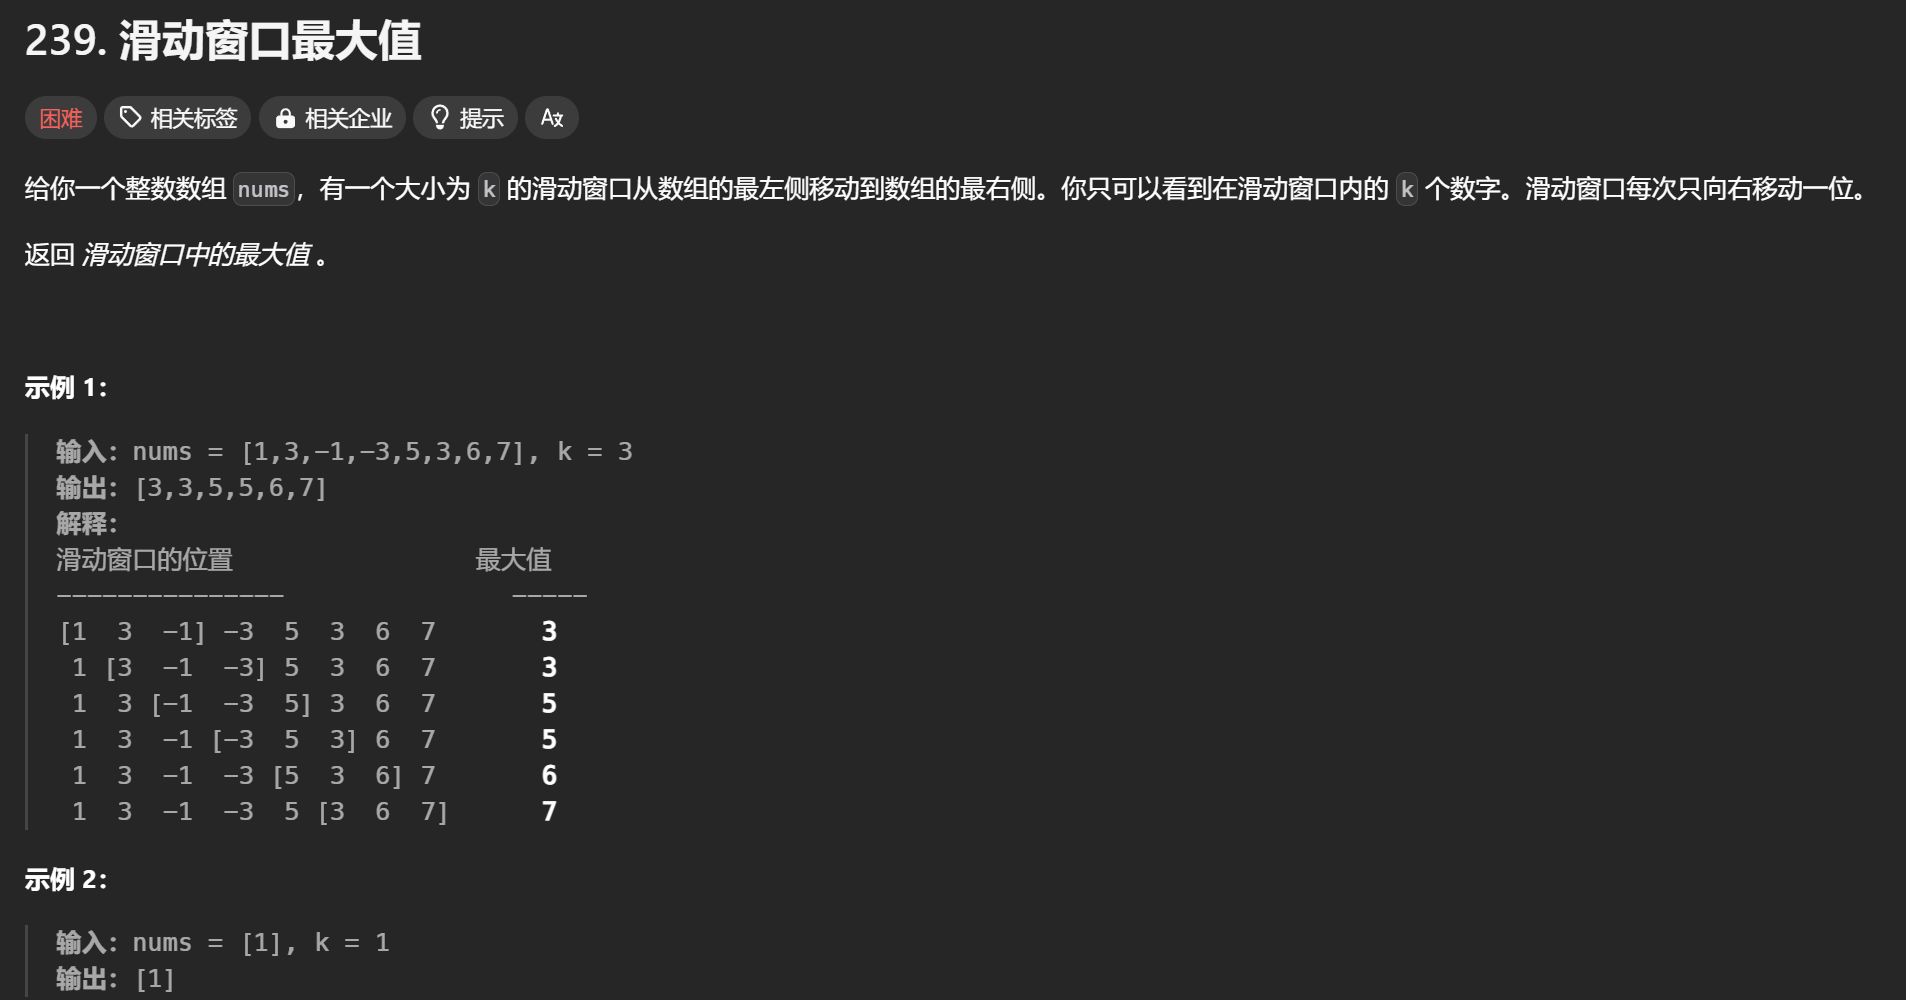 239. 滑动窗口最大值
困难 相关标签 相关企业 提示 Ax
给你一个整数数组 nums，有一个大小为 k 的滑动窗口从数组的最左侧移动到数组的最右侧。你只可以看到在滑动窗口内的 k 个数字。滑动窗口每次只向右移动一位。
返回 滑动窗口中的最大值 。
示例 1：
输入：nums = [1,3,-1,-3,5,3,6,7], k = 3
输出：[3,3,5,5,6,7]
解释：
滑动窗口的位置                最大值
---------------               -----
[1  3  -1] -3  5  3  6  7       3
 1 [3  -1  -3] 5  3  6  7       3
 1  3 [-1  -3  5] 3  6  7       5
 1  3  -1 [-3  5  3] 6  7       5
 1  3  -1  -3 [5  3  6] 7       6
 1  3  -1  -3  5 [3  6  7]      7
示例 2：
输入：nums = [1], k = 1
输出：[1]